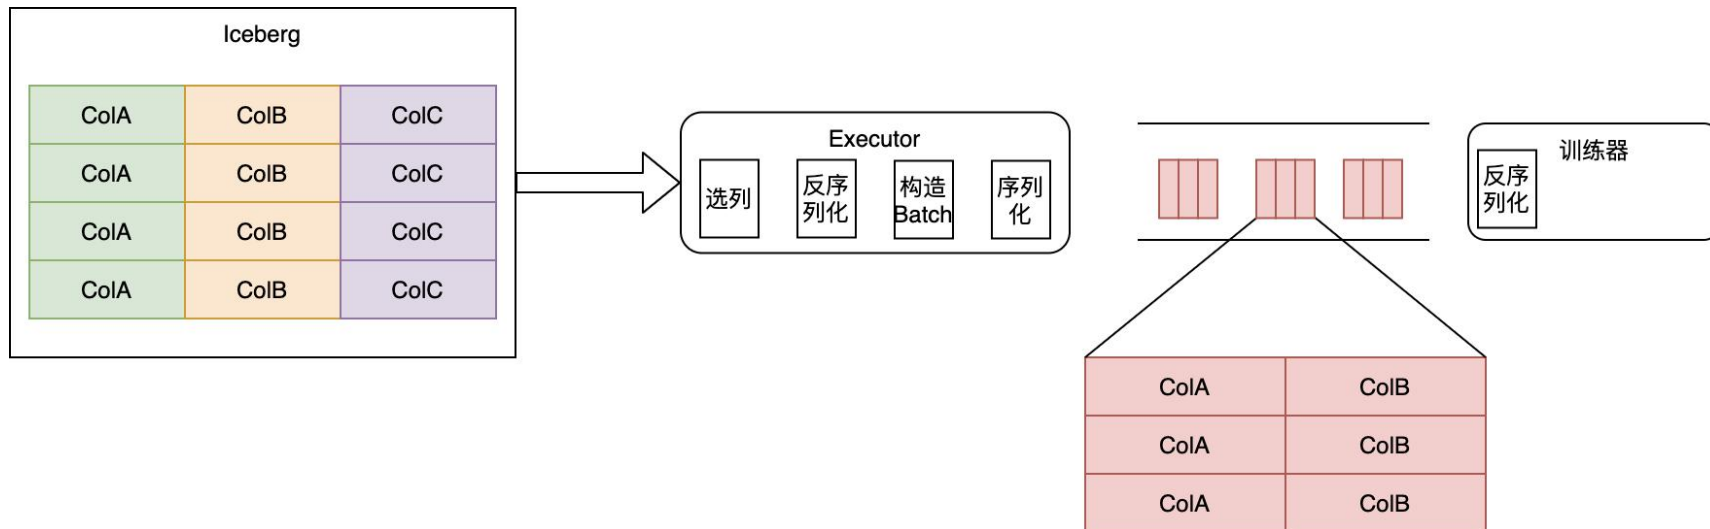 Iceberg
ColA ColB ColC
ColA ColB ColC
ColA ColB ColC
ColA ColB ColC
Executor
选列
反序
列化
构造
Batch
序列
化
训练器
反序
列化
ColA ColB
ColA ColB
ColA ColB